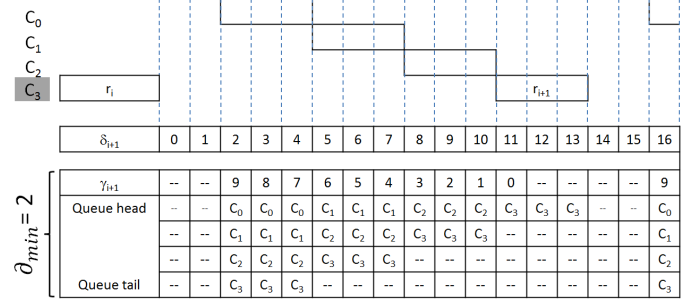 C₀
C₁
C₂
C₃ rᵢ rᵢ₊₁
δᵢ₊₁ 0 1 2 3 4 5 6 7 8 9 10 11 12 13 14 15 16
∂min = 2
γᵢ₊₁ -- -- 9 8 7 6 5 4 3 2 1 0 -- -- -- -- 9
Queue head -- -- C₀ C₀ C₀ C₁ C₁ C₁ C₂ C₂ C₂ C₃ C₃ C₃ -- -- C₀
-- -- C₁ C₁ C₁ C₂ C₂ C₂ C₃ C₃ C₃ -- -- -- -- -- C₁
-- -- C₂ C₂ C₂ C₃ C₃ C₃ -- -- -- -- -- -- -- -- C₂
Queue tail -- -- C₃ C₃ C₃ -- -- -- -- -- -- -- -- -- -- -- C₃